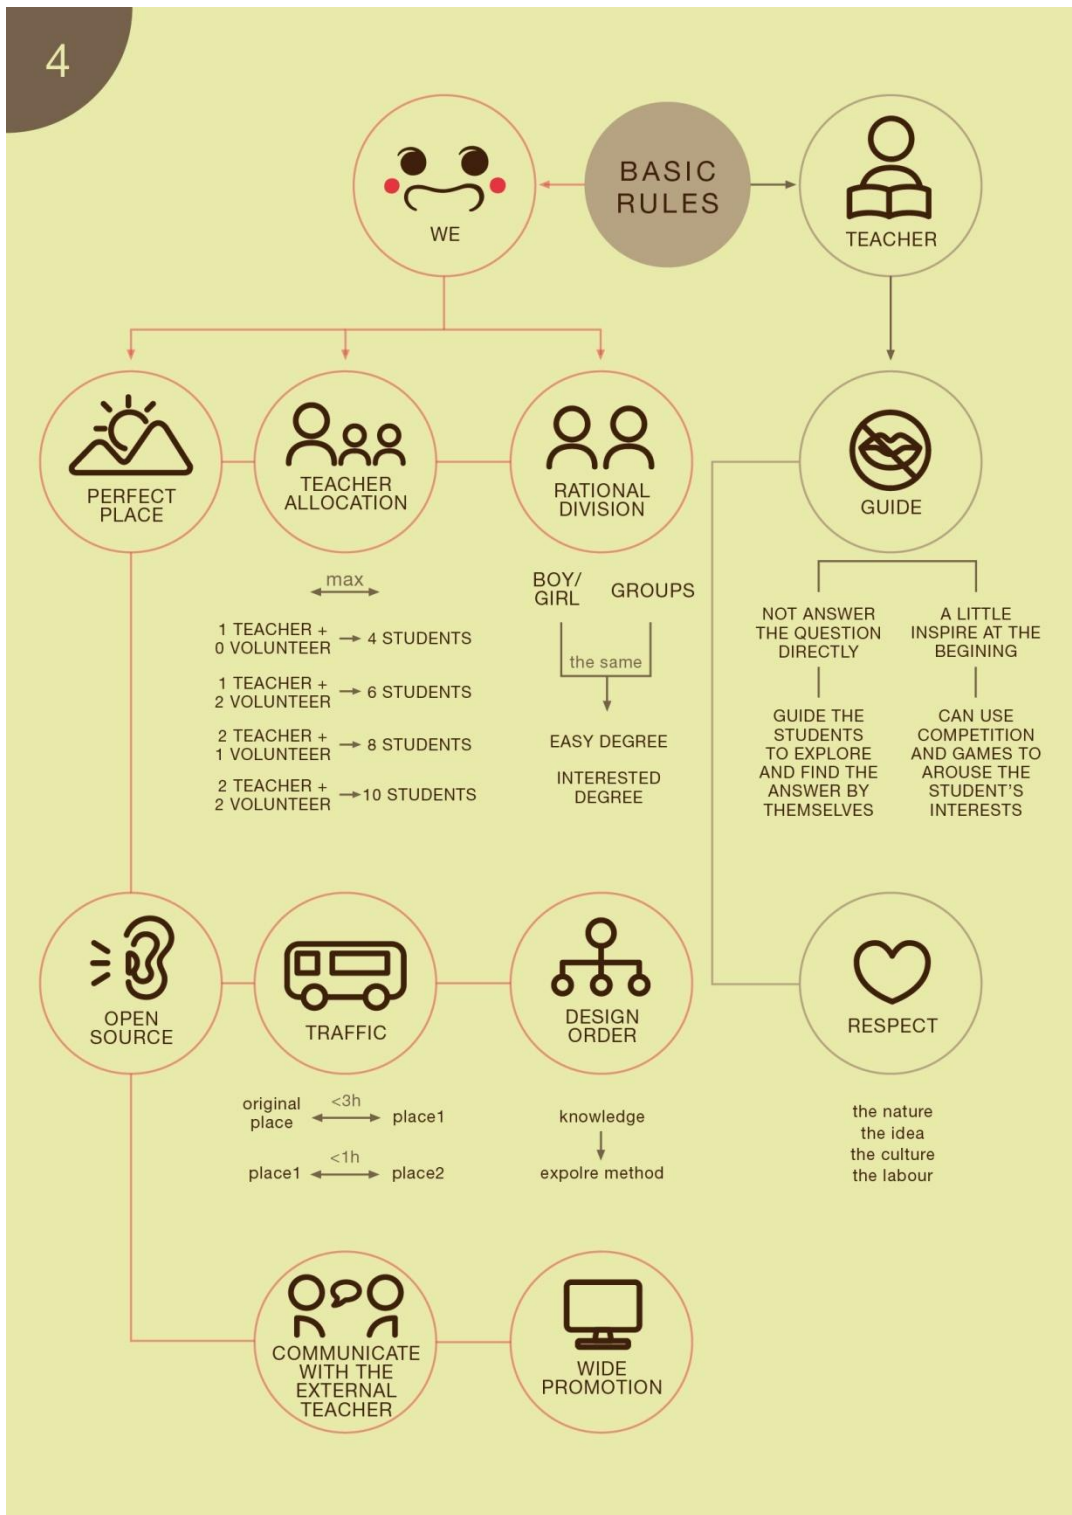 4
BASIC
RULES
WE
TEACHER
PERFECT
PLACE
TEACHER
ALLOCATION
RATIONAL
DIVISION
GUIDE
max
1 TEACHER +
0 VOLUNTEER
4 STUDENTS
1 TEACHER +
2 VOLUNTEER
6 STUDENTS
2 TEACHER +
1 VOLUNTEER
8 STUDENTS
2 TEACHER +
2 VOLUNTEER
10 STUDENTS
BOY/
GIRL
GROUPS
the same
EASY DEGREE
INTERESTED
DEGREE
NOT ANSWER
THE QUESTION
DIRECTLY
GUIDE THE
STUDENTS
TO EXPLORE
AND FIND THE
ANSWER BY
THEMSELVES
A LITTLE
INSPIRE AT THE
BEGINING
CAN USE
COMPETITION
AND GAMES TO
AROUSE THE
STUDENT'S
INTERESTS
OPEN
SOURCE
TRAFFIC
DESIGN
ORDER
RESPECT
original
place
<3h
place1
place1
<1h
place2
knowledge
expolre method
the nature
the idea
the culture
the labour
COMMUNICATE
WITH THE
EXTERNAL
TEACHER
WIDE
PROMOTION